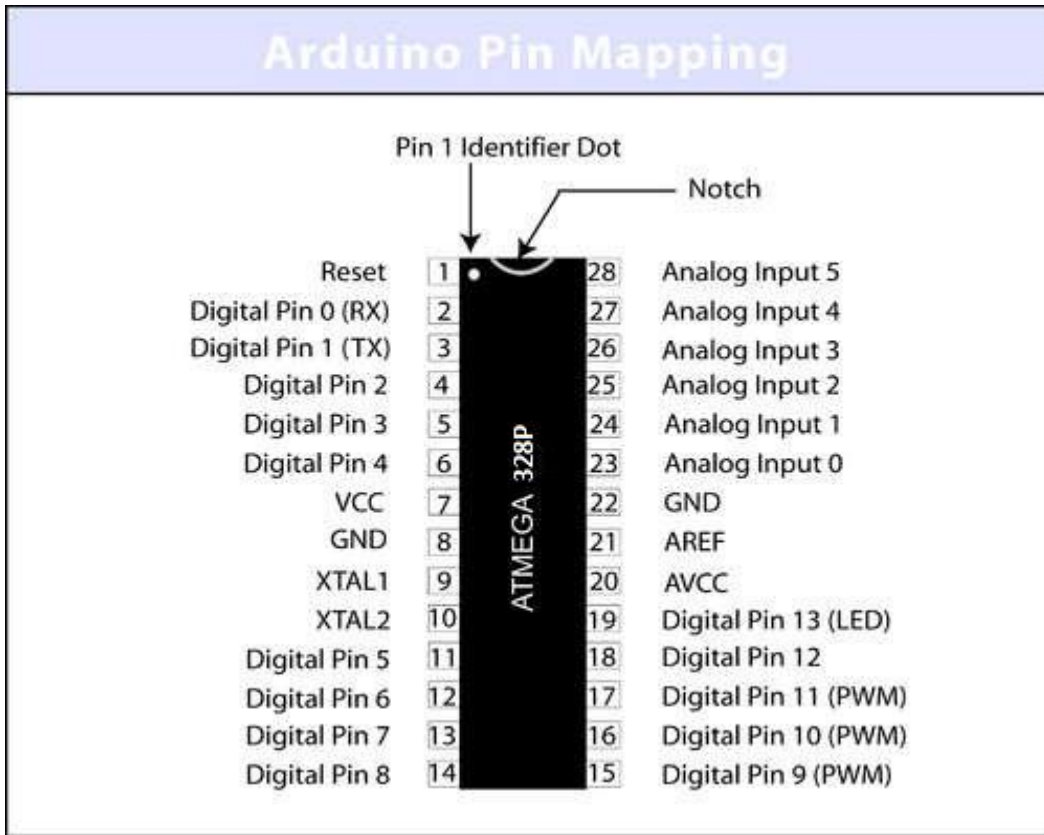 Arduino Pin Mapping
Pin 1 Identifier Dot
Notch
Reset 1 28 Analog Input 5
Digital Pin 0 (RX) 2 27 Analog Input 4
Digital Pin 1 (TX) 3 26 Analog Input 3
Digital Pin 2 4 25 Analog Input 2
Digital Pin 3 5 24 Analog Input 1
Digital Pin 4 6 23 Analog Input 0
VCC 7 22 GND
GND 8 21 AREF
XTAL1 9 20 AVCC
XTAL2 10 19 Digital Pin 13 (LED)
Digital Pin 5 11 18 Digital Pin 12
Digital Pin 6 12 17 Digital Pin 11 (PWM)
Digital Pin 7 13 16 Digital Pin 10 (PWM)
Digital Pin 8 14 15 Digital Pin 9 (PWM)
ATMEGA 328P